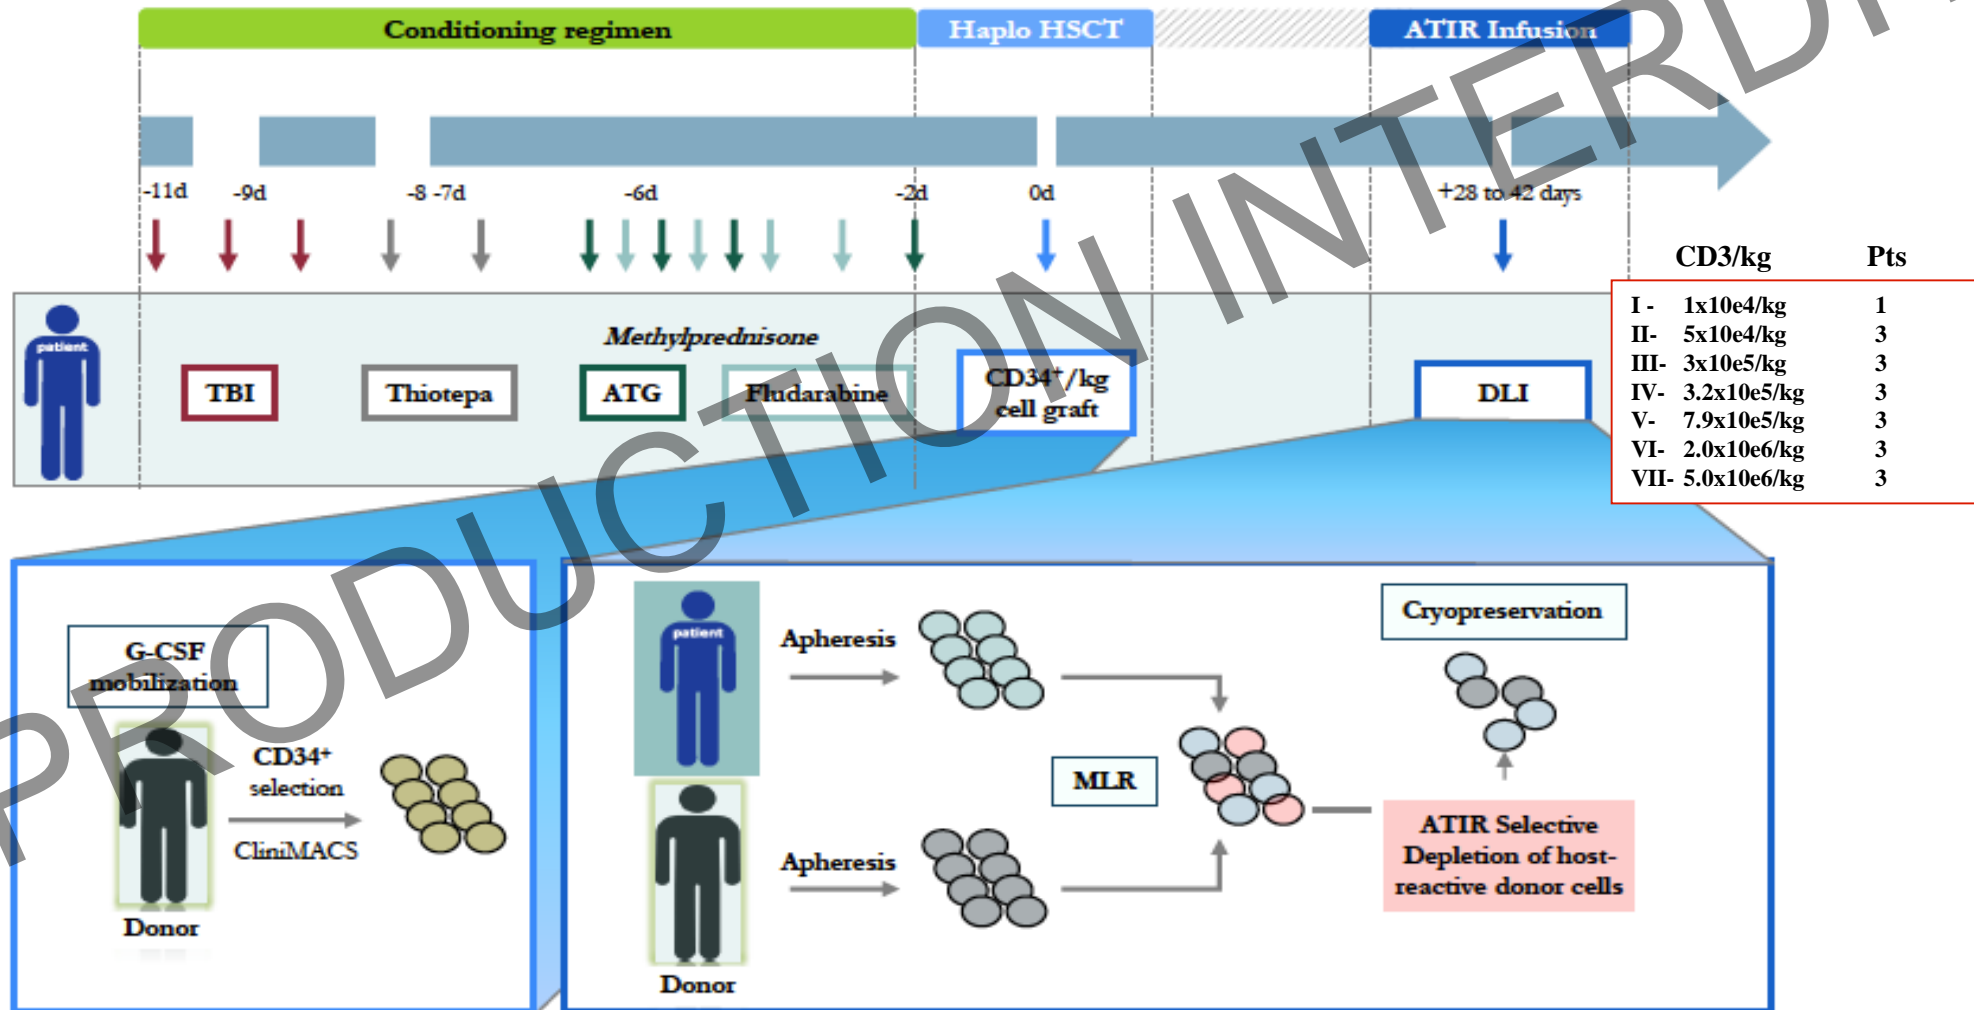 Conditioning regimen
Haplo HSCT
ATIR Infusion
-11d
-9d
-8 -7d
-6d
-2d
0d
+28 to 42 days
CD3/kg Pts
I - 1x10e4/kg 1
II- 5x10e4/kg 3
III- 3x10e5/kg 3
IV- 3.2x10e5/kg 3
V- 7.9x10e5/kg 3
VI- 2.0x10e6/kg 3
VII- 5.0x10e6/kg 3
patient
Methylprednisone
TBI
Thiotepa
ATG
Fludarabine
CD34+/kg
cell graft
DLI
G-CSF
mobilization
CD34+
selection
CliniMACS
Donor
patient
Apheresis
Apheresis
Donor
MLR
Cryopreservation
ATIR Selective
Depletion of host-
reactive donor cells
PRODUCTION INTERD